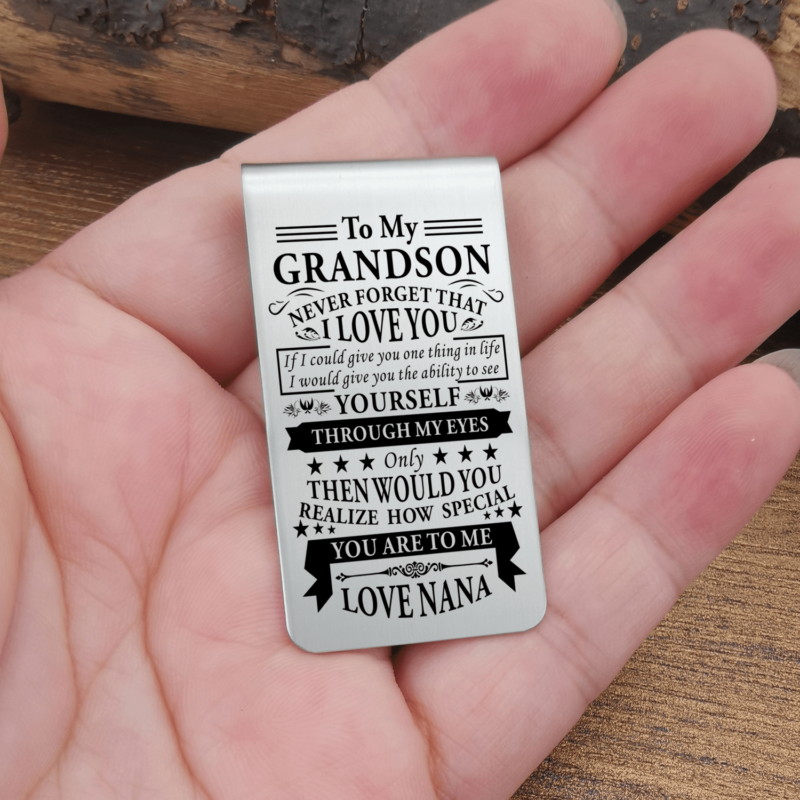 To My
GRANDSON
NEVER FORGET THAT
I LOVE YOU
If I could give you one thing in life
I would give you the ability to see
YOURSELF
THROUGH MY EYES
Only
THEN WOULD YOU
REALIZE HOW SPECIAL
YOU ARE TO ME
LOVE NANA